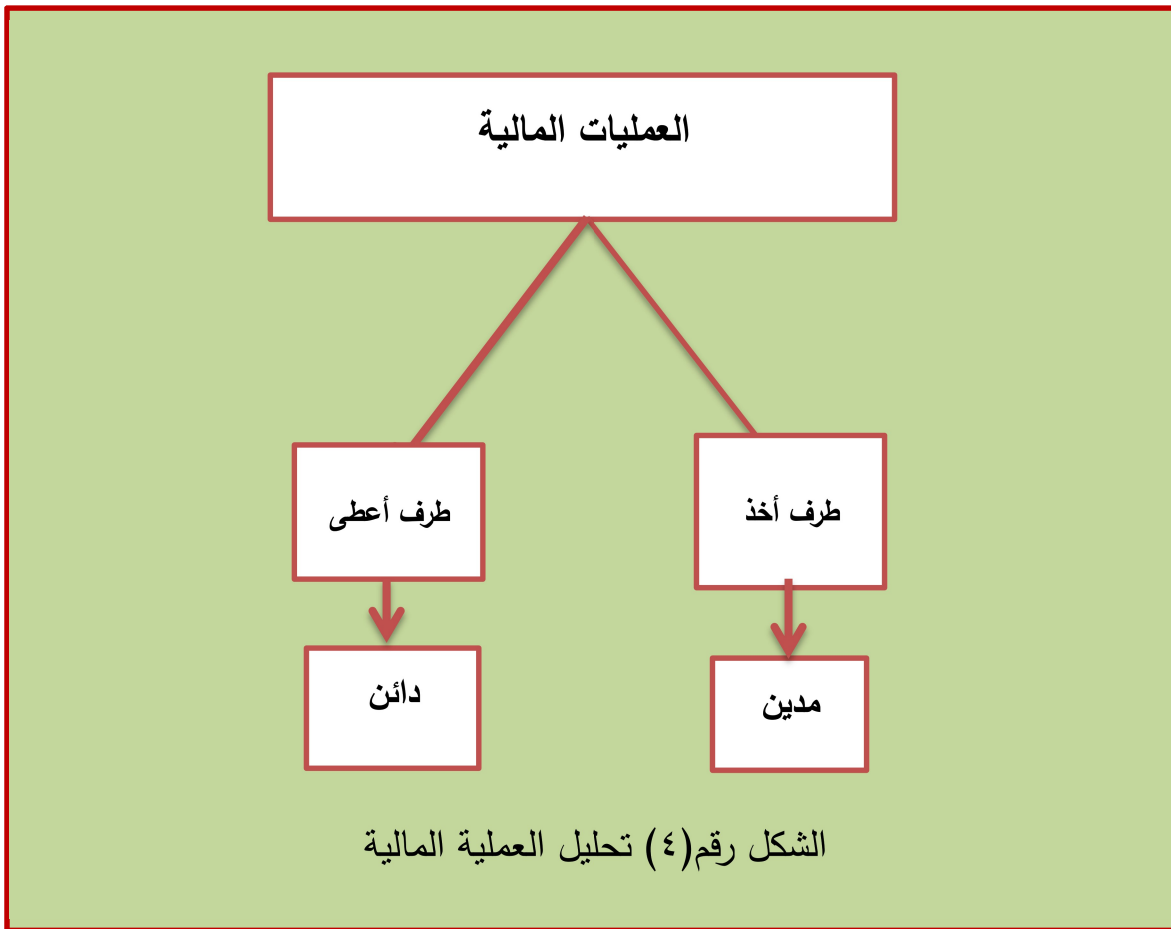 العمليات المالية
طرف أخذ
طرف أعطى
مدين
دائن
الشكل رقم(٤) تحليل العملية المالية